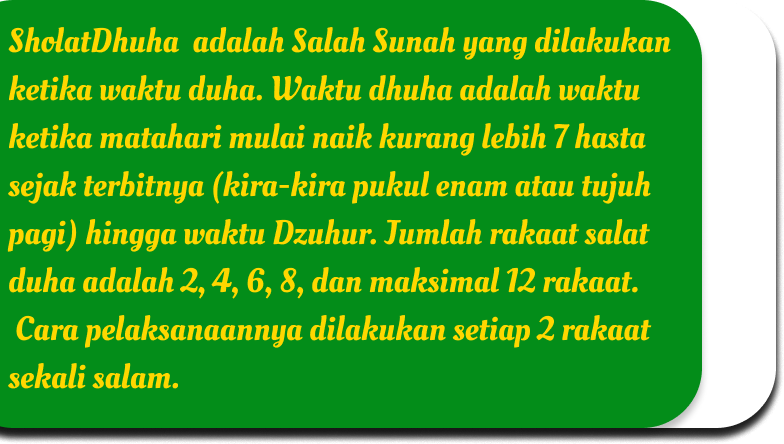 SholatDhuha adalah Salah Sunah yang dilakukan
ketika waktu duha. Waktu dhuha adalah waktu
ketika matahari mulai naik kurang lebih 7 hasta
sejak terbitnya (kira-kira pukul enam atau tujuh
pagi) hingga waktu Dzuhur. Jumlah rakaat salat
duha adalah 2, 4, 6, 8, dan maksimal 12 rakaat.
Cara pelaksanaannya dilakukan setiap 2 rakaat
sekali salam.